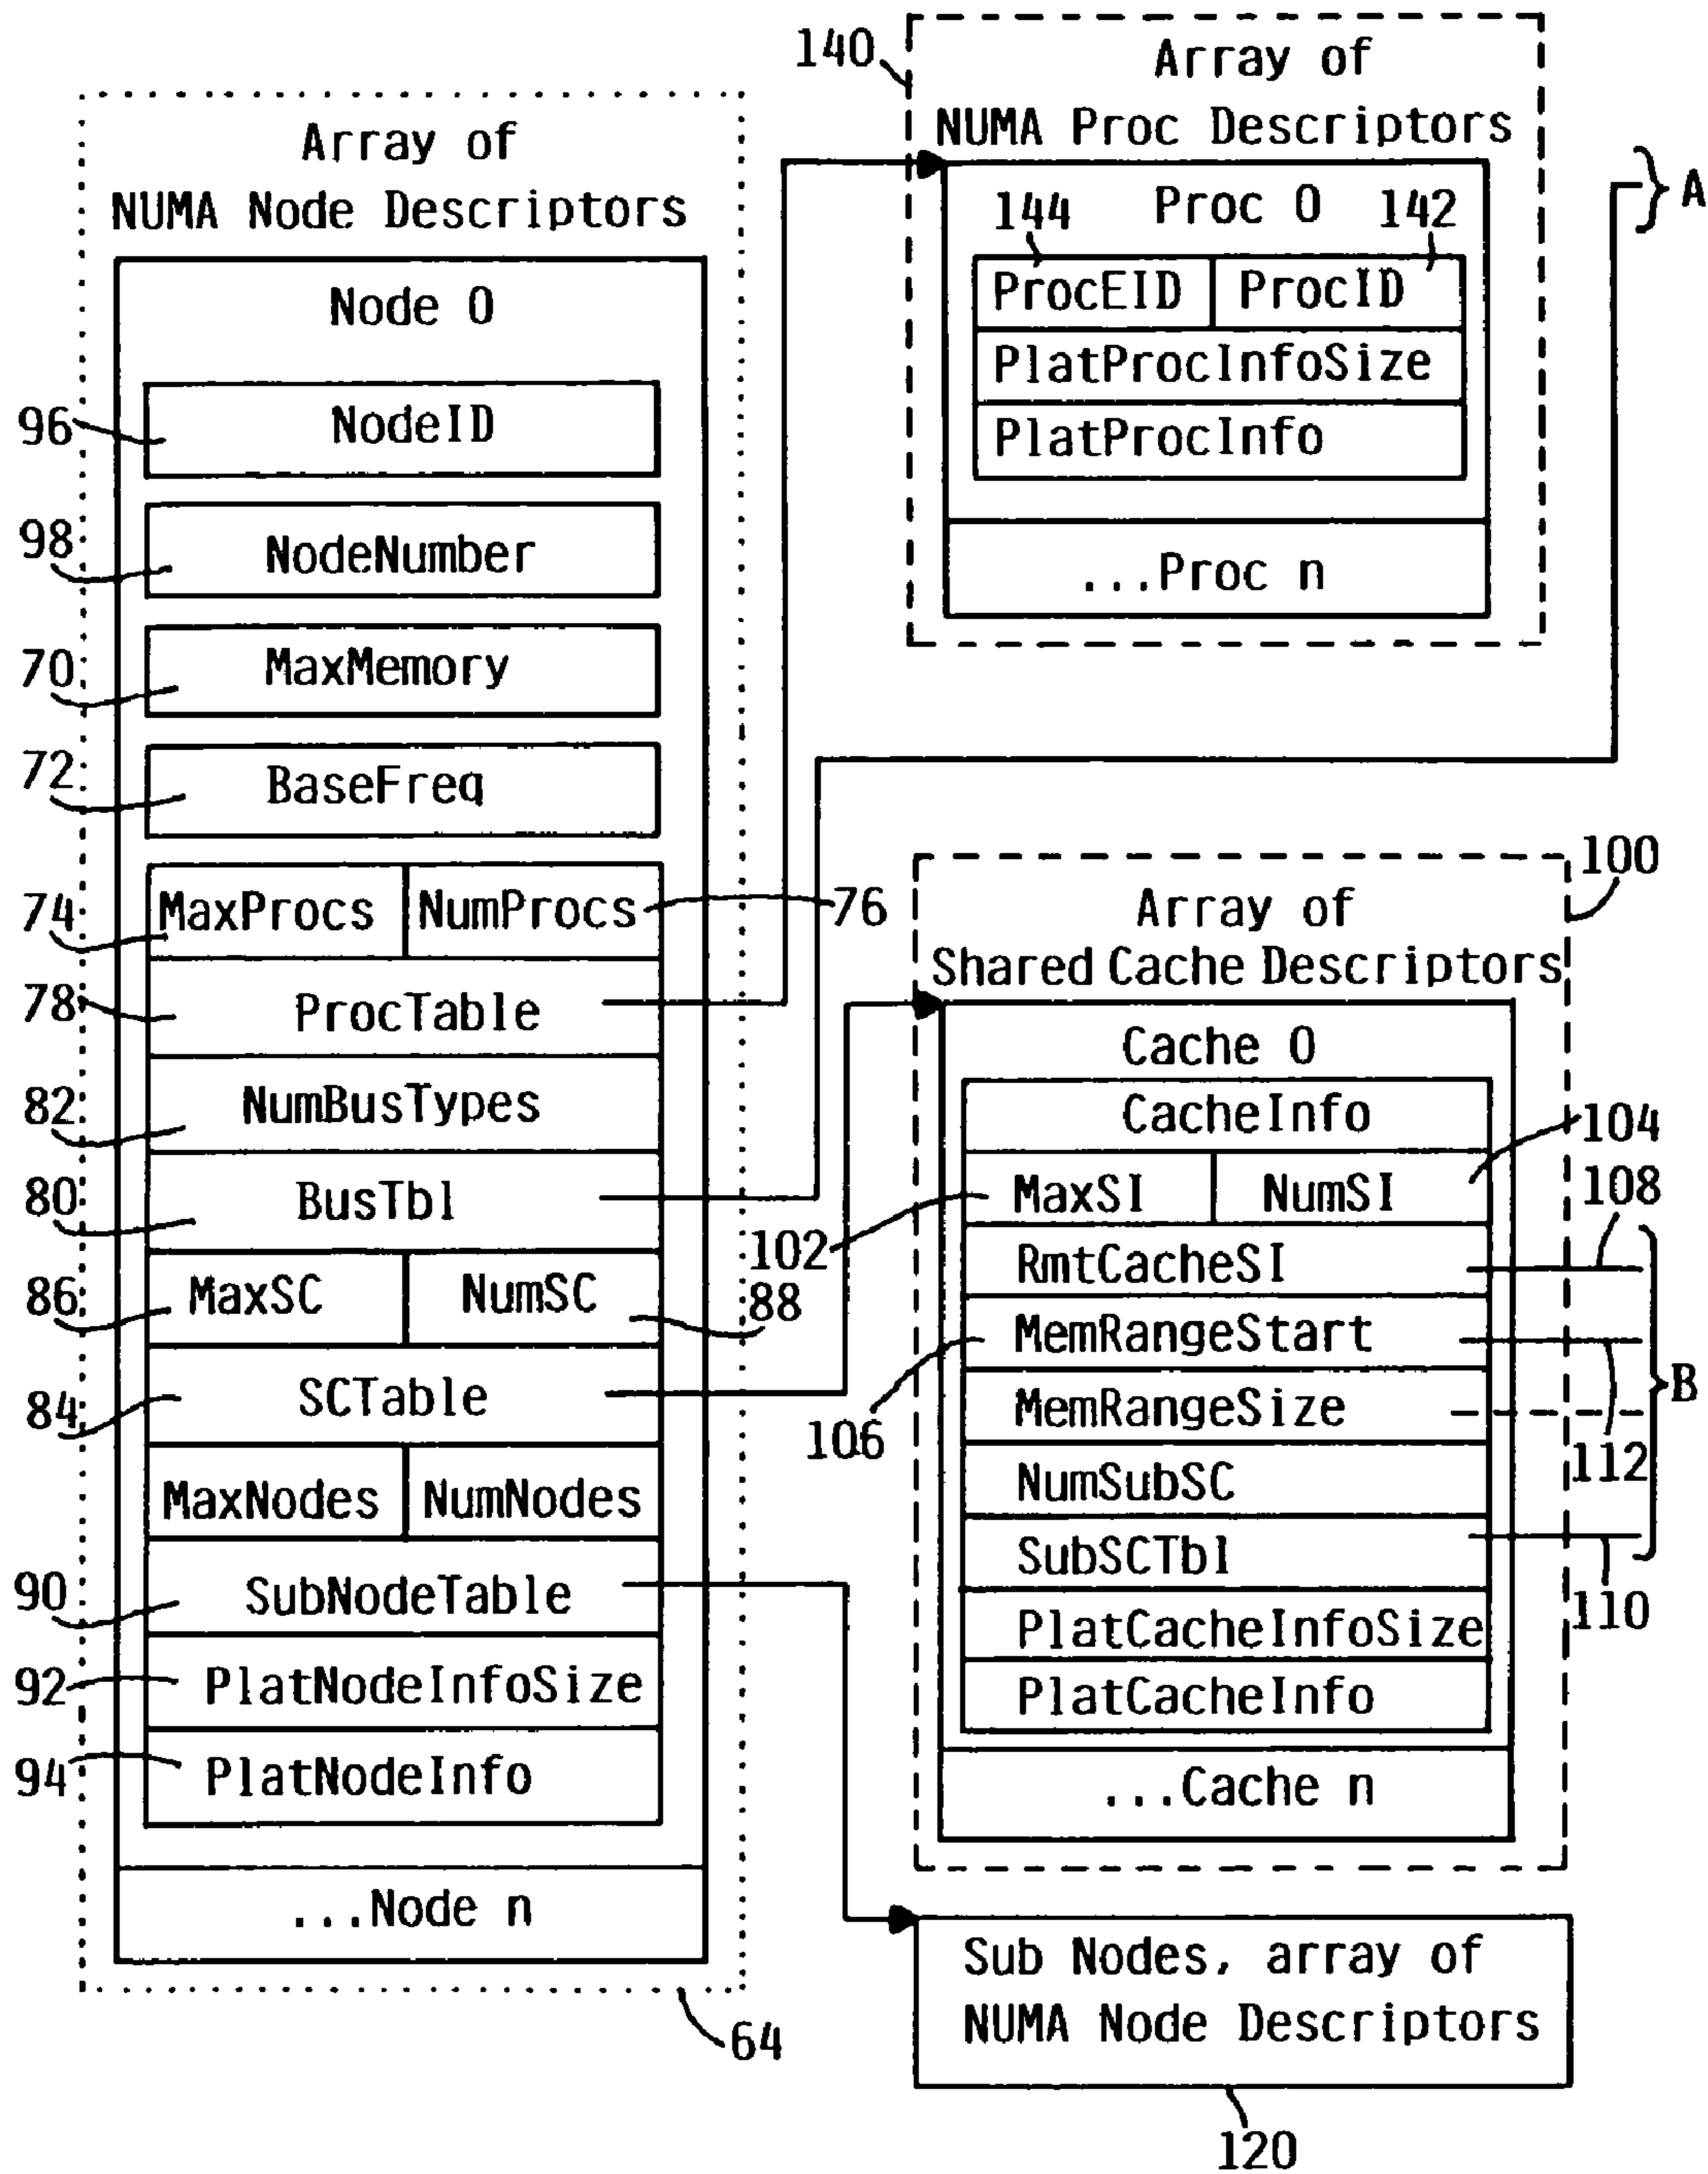 Array of
NUMA Node Descriptors
Node 0
96
NodeID
98
NodeNumber
70
MaxMemory
72
BaseFreq
74
MaxProcs
NumProcs
76
78
ProcTable
82
NumBusTypes
80
BusTbl
86
MaxSC
NumSC
88
84
SCTable
MaxNodes
NumNodes
90
SubNodeTable
92
PlatNodeInfoSize
94
PlatNodeInfo
...Node n
64
140
Array of
NUMA Proc Descriptors
144
Proc 0
142
ProcEID
ProcID
PlatProcInfoSize
PlatProcInfo
...Proc n
A
100
Array of
Shared Cache Descriptors
Cache 0
CacheInfo
104
MaxSI
NumSI
102
108
RmtCacheSI
MemRangeStart
106
MemRangeSize
112
B
NumSubSC
SubSCTbl
110
PlatCacheInfoSize
PlatCacheInfo
...Cache n
Sub Nodes, array of
NUMA Node Descriptors
120